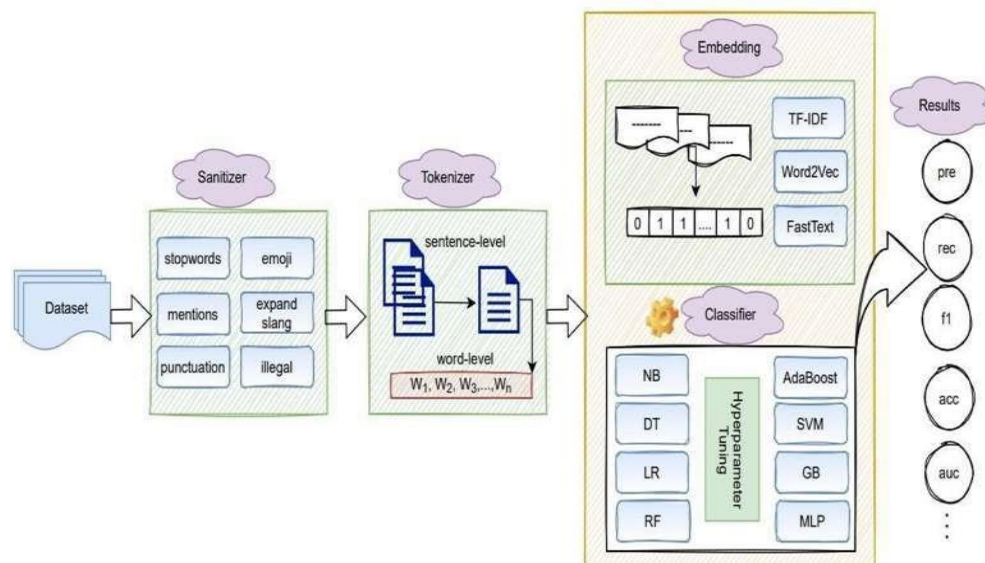 Dataset
Sanitizer
stopwords
emoji
mentions
expand
slang
punctuation
illegal
Tokenizer
sentence-level
word-level
W1, W2, W3,...,Wn
Embedding
-------
---
------
0 1 1 .... 1 0
TF-IDF
Word2Vec
FastText
Classifier
NB
DT
LR
RF
Hyperparameter
Tuning
AdaBoost
SVM
GB
MLP
Results
pre
rec
f1
acc
auc